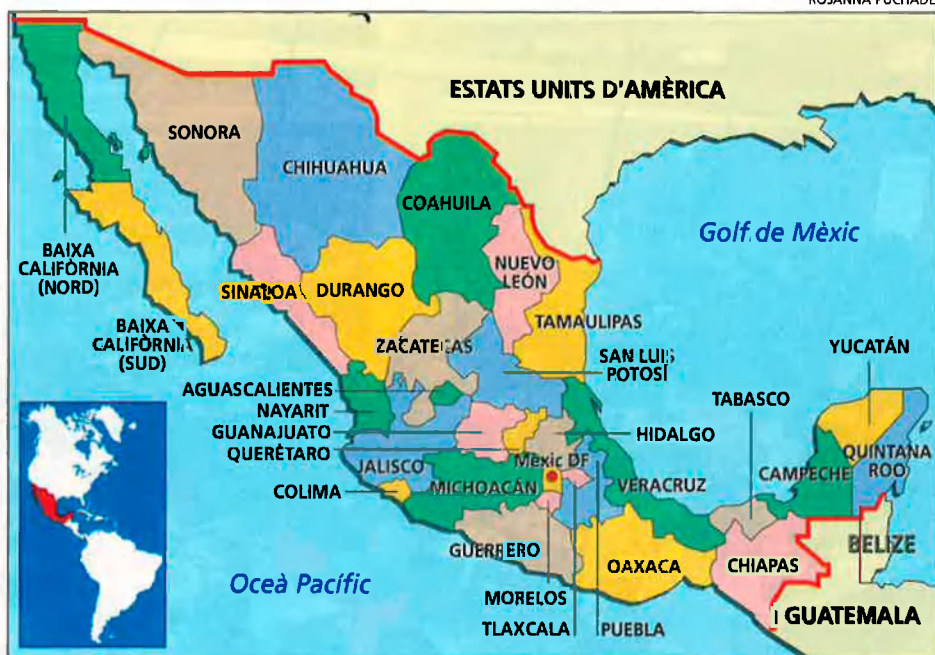 ROSANNA PUCHADE
ESTATS UNITS D'AMÈRICA
SONORA
CHIHUAHUA
COAHUILA
Golf de Mèxic
BAIXA
CALIFÒRNIA
(NORD)
NUEVO
LEÓN
SINALOA
DURANGO
TAMAULIPAS
BAIXA
CALIFÒRNIA
(SUD)
ZACATECAS
SAN LUIS
POTOSÍ
YUCATÁN
AGUASCALIENTES
NAYARIT
TABASCO
GUANAJUATO
HIDALGO
QUERÉTARO
QUINTANA
ROO
Mèxic DF
JALISCO
CAMPECHE
MICHOACÁN
VERACRUZ
COLIMA
GUERRERO
BELIZE
OAXACA
CHIAPAS
Oceà Pacífic
MORELOS
GUATEMALA
TLAXCALA
PUEBLA